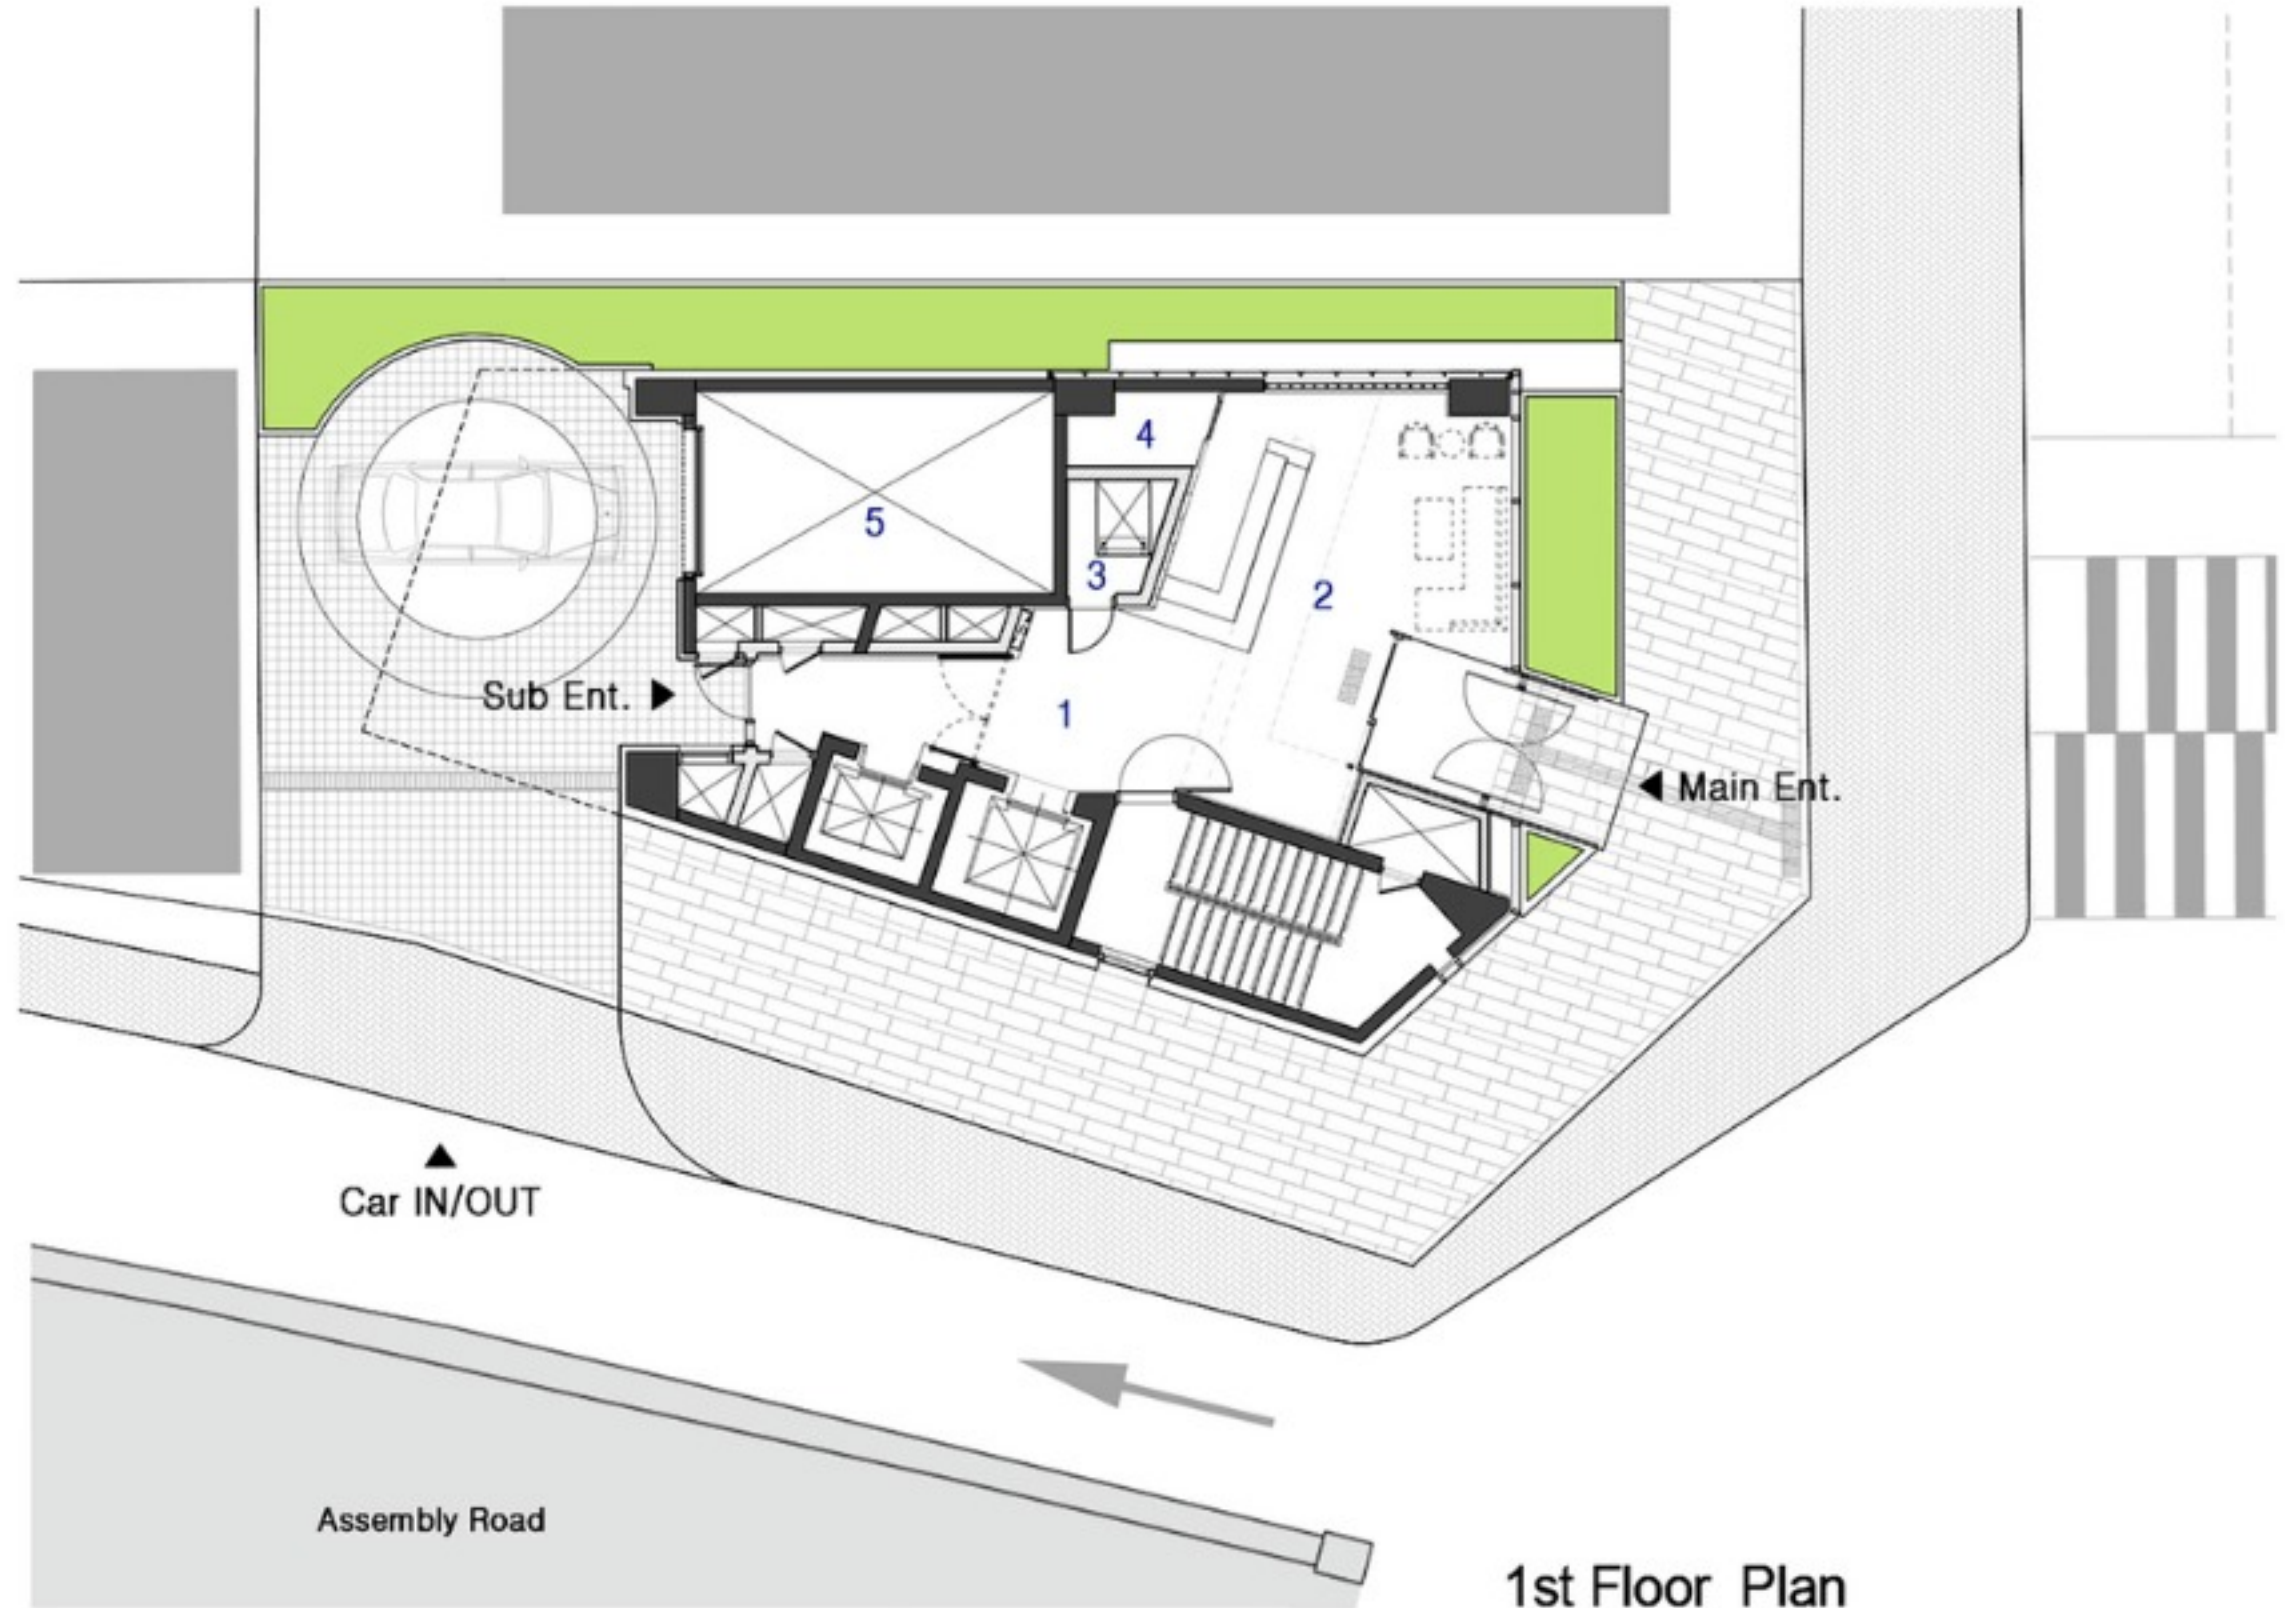 4
5
3
2
Sub Ent.
1
Main Ent.
Car IN/OUT
Assembly Road
1st Floor Plan